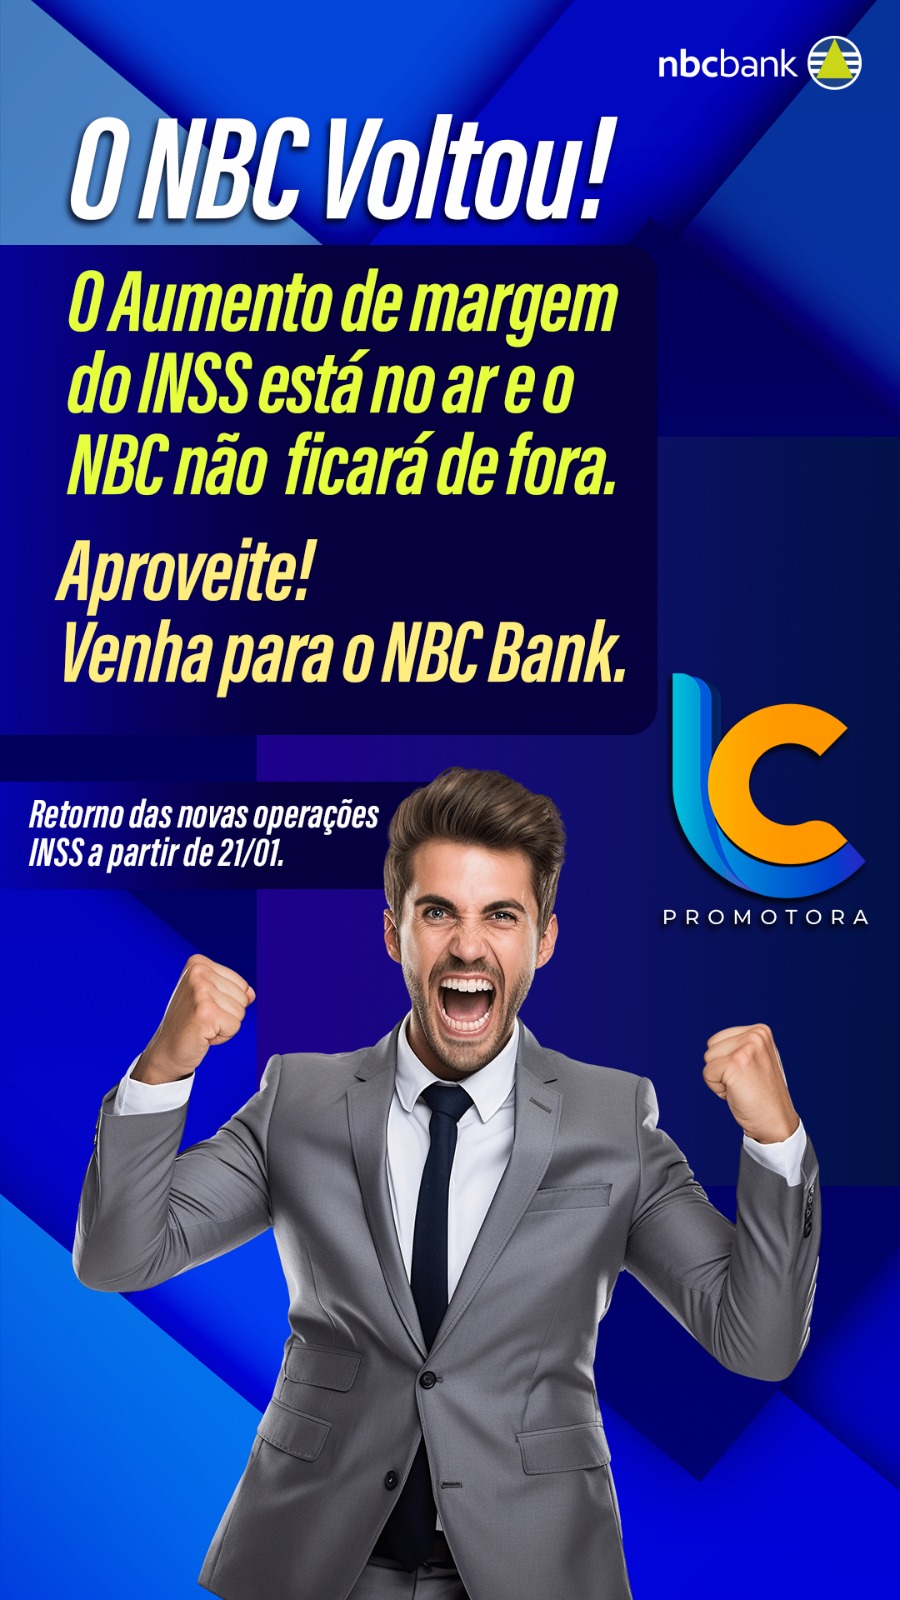 nbcbank
O NBC Voltou!
O Aumento de margem
do INSS está no ar e o
NBC não ficará de fora.
Aproveite!
Venha para o NBC Bank.
LC
PROMOTORA
Retorno das novas operações
INSS a partir de 21/01.